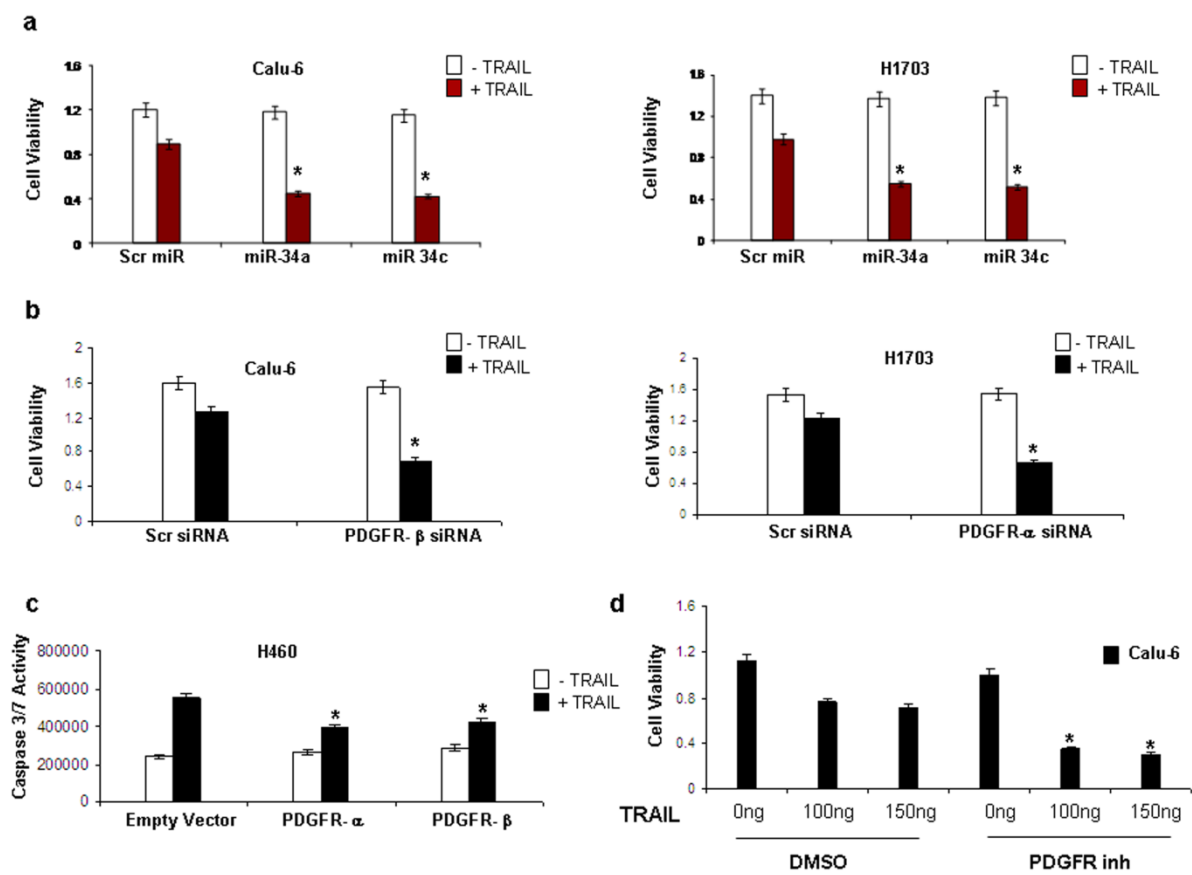 a
Calu-6
- TRAIL
+ TRAIL
Cell Viability
1.6
1.2
0.8
0.4
0
*
*
Scr miR miR-34a miR 34c
H1703
- TRAIL
+ TRAIL
Cell Viability
1.6
1.2
0.8
0.4
0
*
*
Scr miR miR-34a miR 34c
b
Calu-6
- TRAIL
+ TRAIL
Cell Viability
2
1.6
1.2
0.8
0.4
0
*
Scr siRNA PDGFR- β siRNA
H1703
- TRAIL
+ TRAIL
Cell Viability
2
1.6
1.2
0.8
0.4
0
*
Scr siRNA PDGFR-α siRNA
c
H460
- TRAIL
+ TRAIL
Caspase 3/7 Activity
800000
600000
400000
200000
0
*
*
Empty Vector PDGFR- α PDGFR- β
d
Calu-6
Cell Viability
1.6
1.2
0.8
0.4
0
*
*
TRAIL 0ng 100ng 150ng 0ng 100ng 150ng
DMSO PDGFR inh